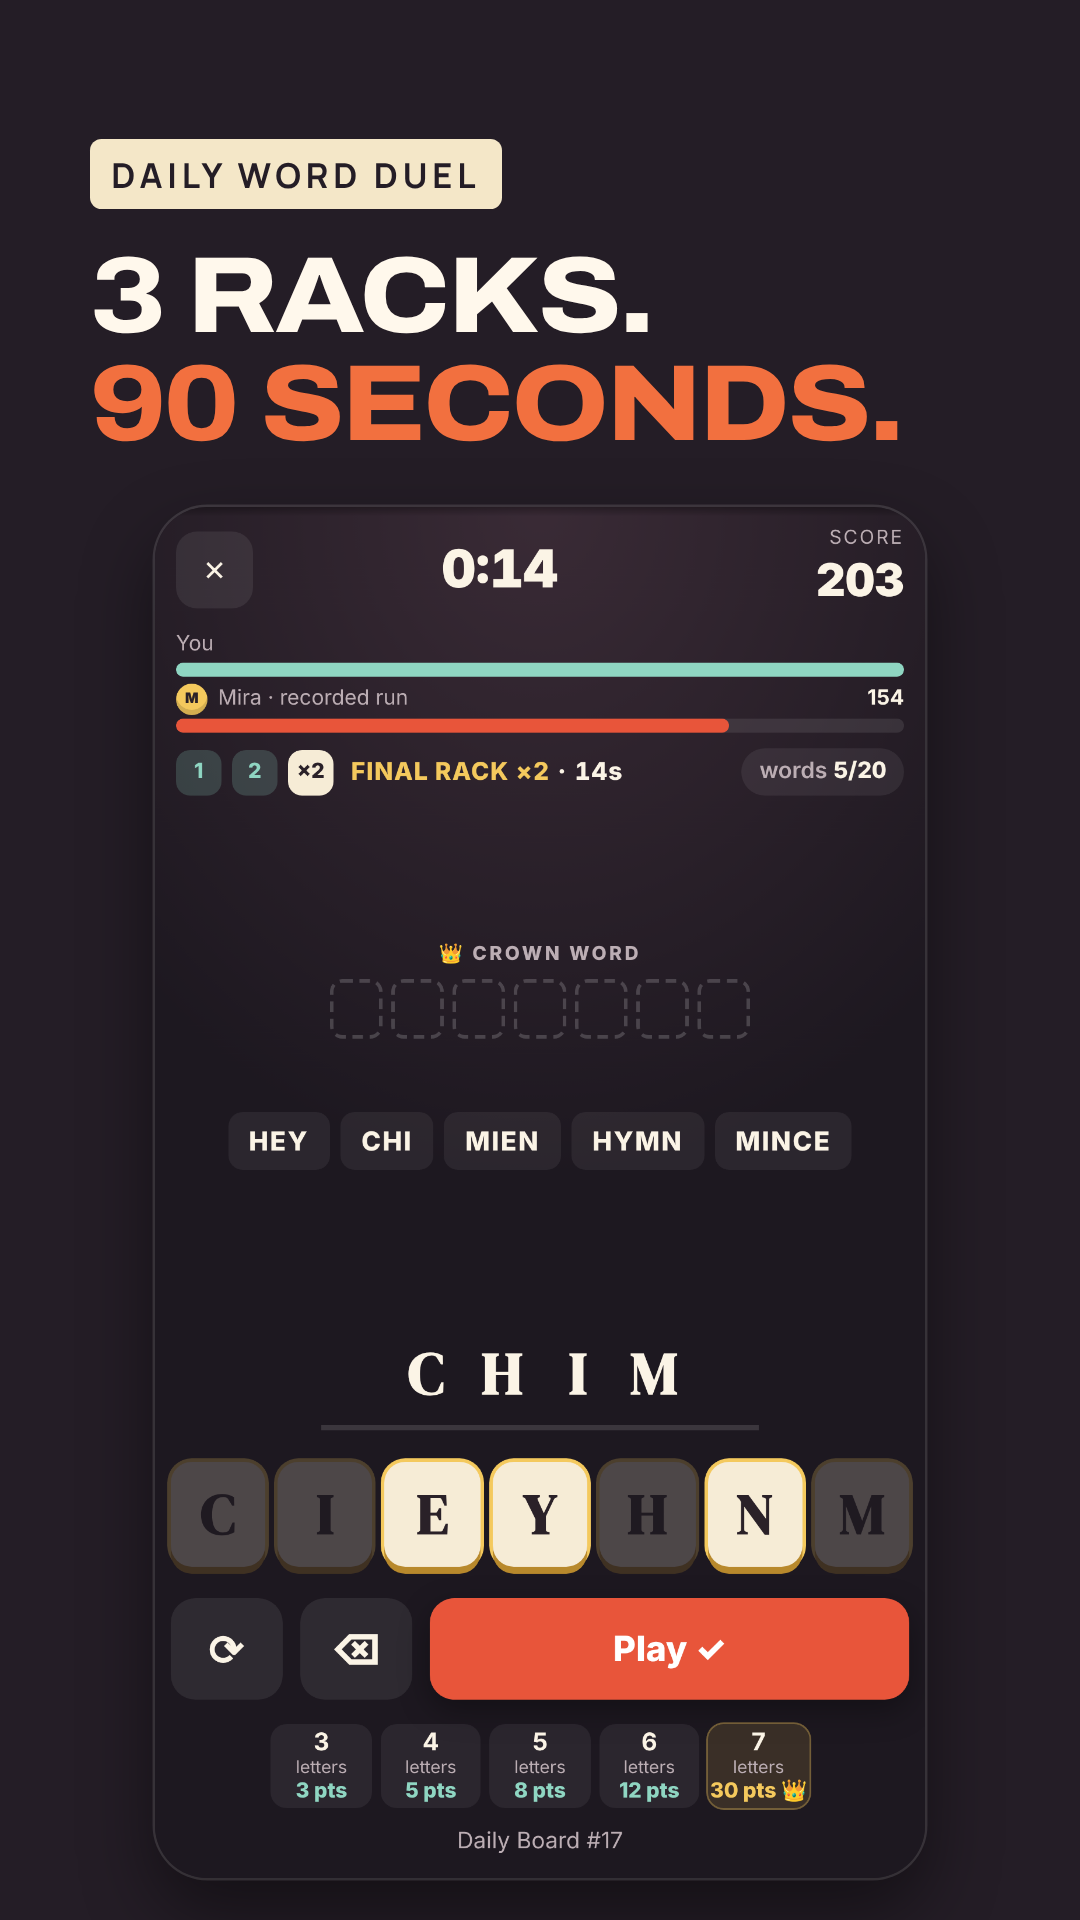 DAILY WORD DUEL
3 RACKS.
90 SECONDS.
×
0:14
SCORE
203
You
M Mira · recorded run 154
1 2 ×2 FINAL RACK ×2 · 14s words 5/20
👑 CROWN WORD
HEY CHI MIEN HYMN MINCE
C H I M
C I E Y H N M
⟳ ⌫ Play ✓
3 4 5 6 7
letters letters letters letters letters
3 pts 5 pts 8 pts 12 pts 30 pts 👑
Daily Board #17